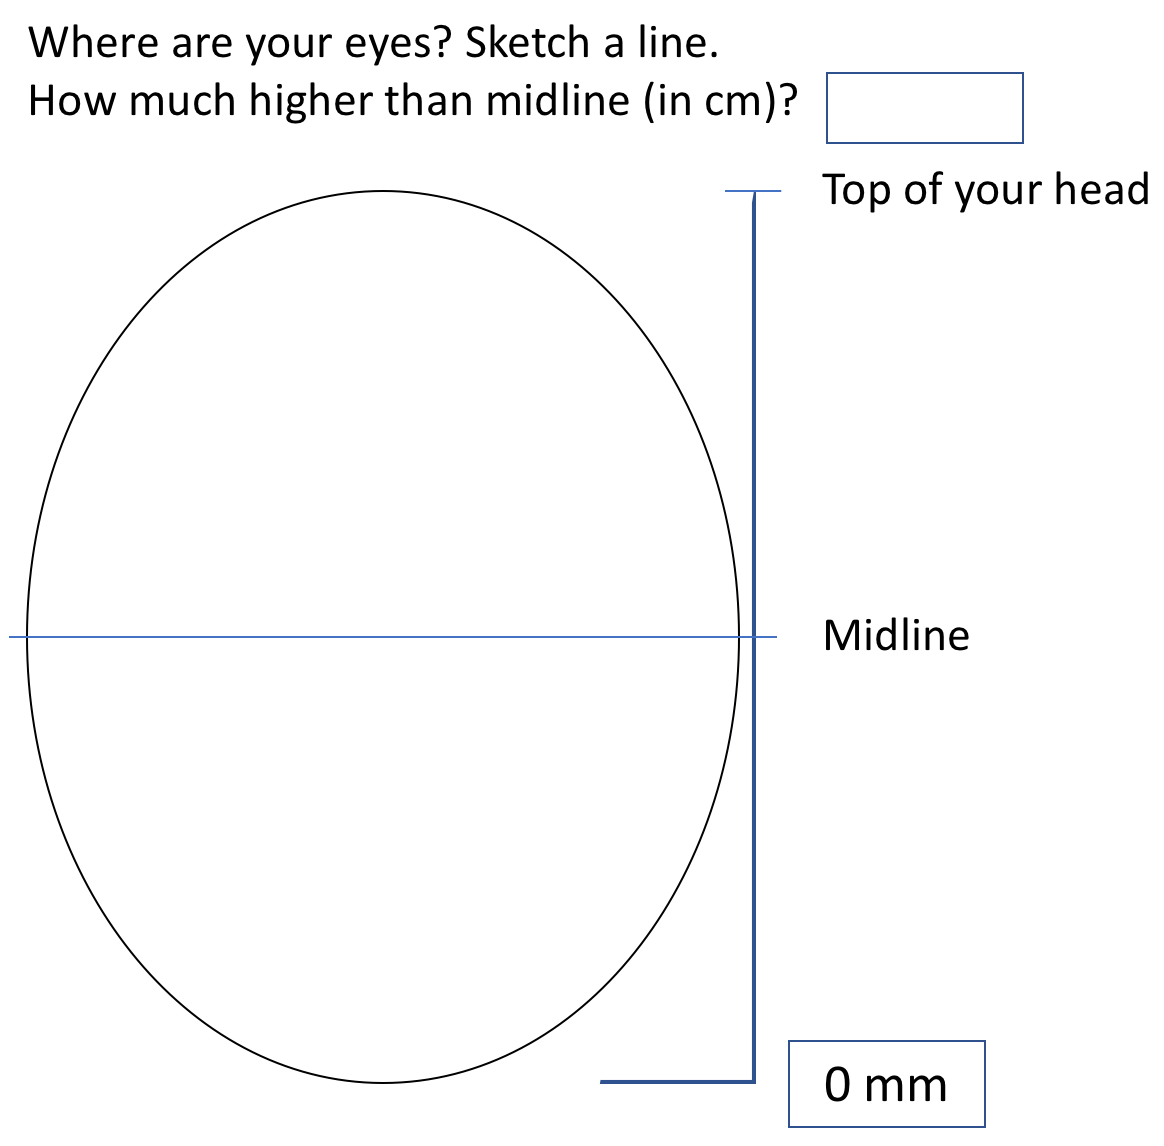 Where are your eyes? Sketch a line.
How much higher than midline (in cm)?
Top of your head
Midline
0 mm